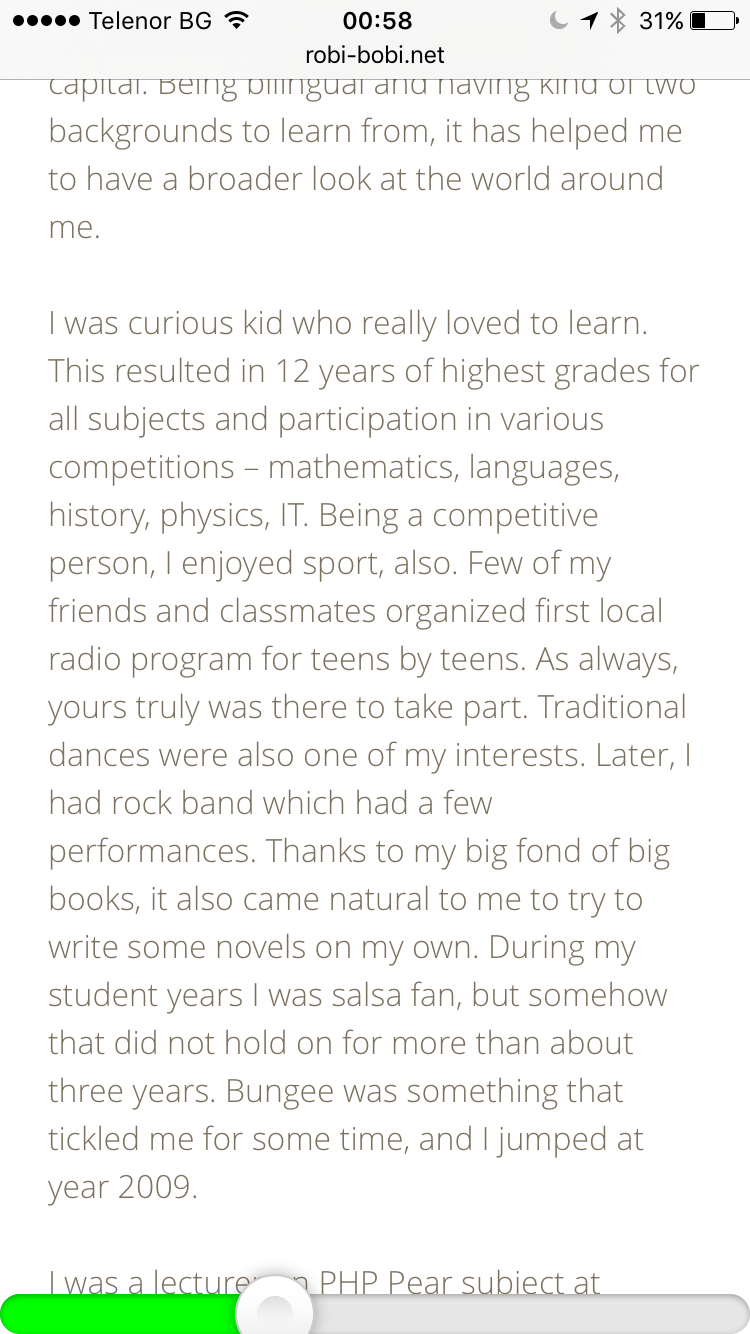 Telenor BG 00:58 31%
robi-bobi.net
capital. Being bilingual and having kind of two
backgrounds to learn from, it has helped me
to have a broader look at the world around
me.
I was curious kid who really loved to learn.
This resulted in 12 years of highest grades for
all subjects and participation in various
competitions – mathematics, languages,
history, physics, IT. Being a competitive
person, I enjoyed sport, also. Few of my
friends and classmates organized first local
radio program for teens by teens. As always,
yours truly was there to take part. Traditional
dances were also one of my interests. Later, I
had rock band which had a few
performances. Thanks to my big fond of big
books, it also came natural to me to try to
write some novels on my own. During my
student years I was salsa fan, but somehow
that did not hold on for more than about
three years. Bungee was something that
tickled me for some time, and I jumped at
year 2009.
I was a PHP Pear subject at